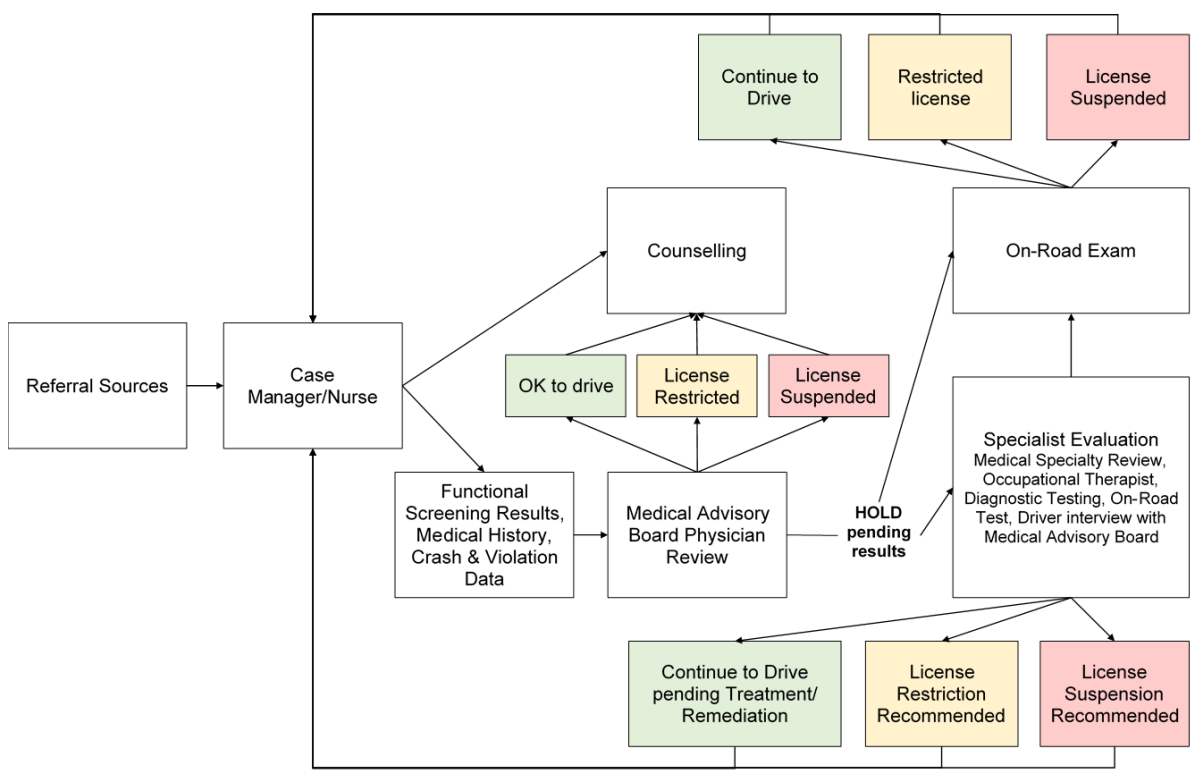 Continue to
Drive
Restricted
license
License
Suspended
Counselling
On-Road Exam
Referral Sources
Case
Manager/Nurse
OK to drive
License
Restricted
License
Suspended
Functional
Screening Results,
Medical History,
Crash & Violation
Data
Medical Advisory
Board Physician
Review
HOLD
pending
results
Specialist Evaluation
Medical Specialty Review,
Occupational Therapist,
Diagnostic Testing, On-Road
Test, Driver interview with
Medical Advisory Board
Continue to Drive
pending Treatment/
Remediation
License
Restriction
Recommended
License
Suspension
Recommended